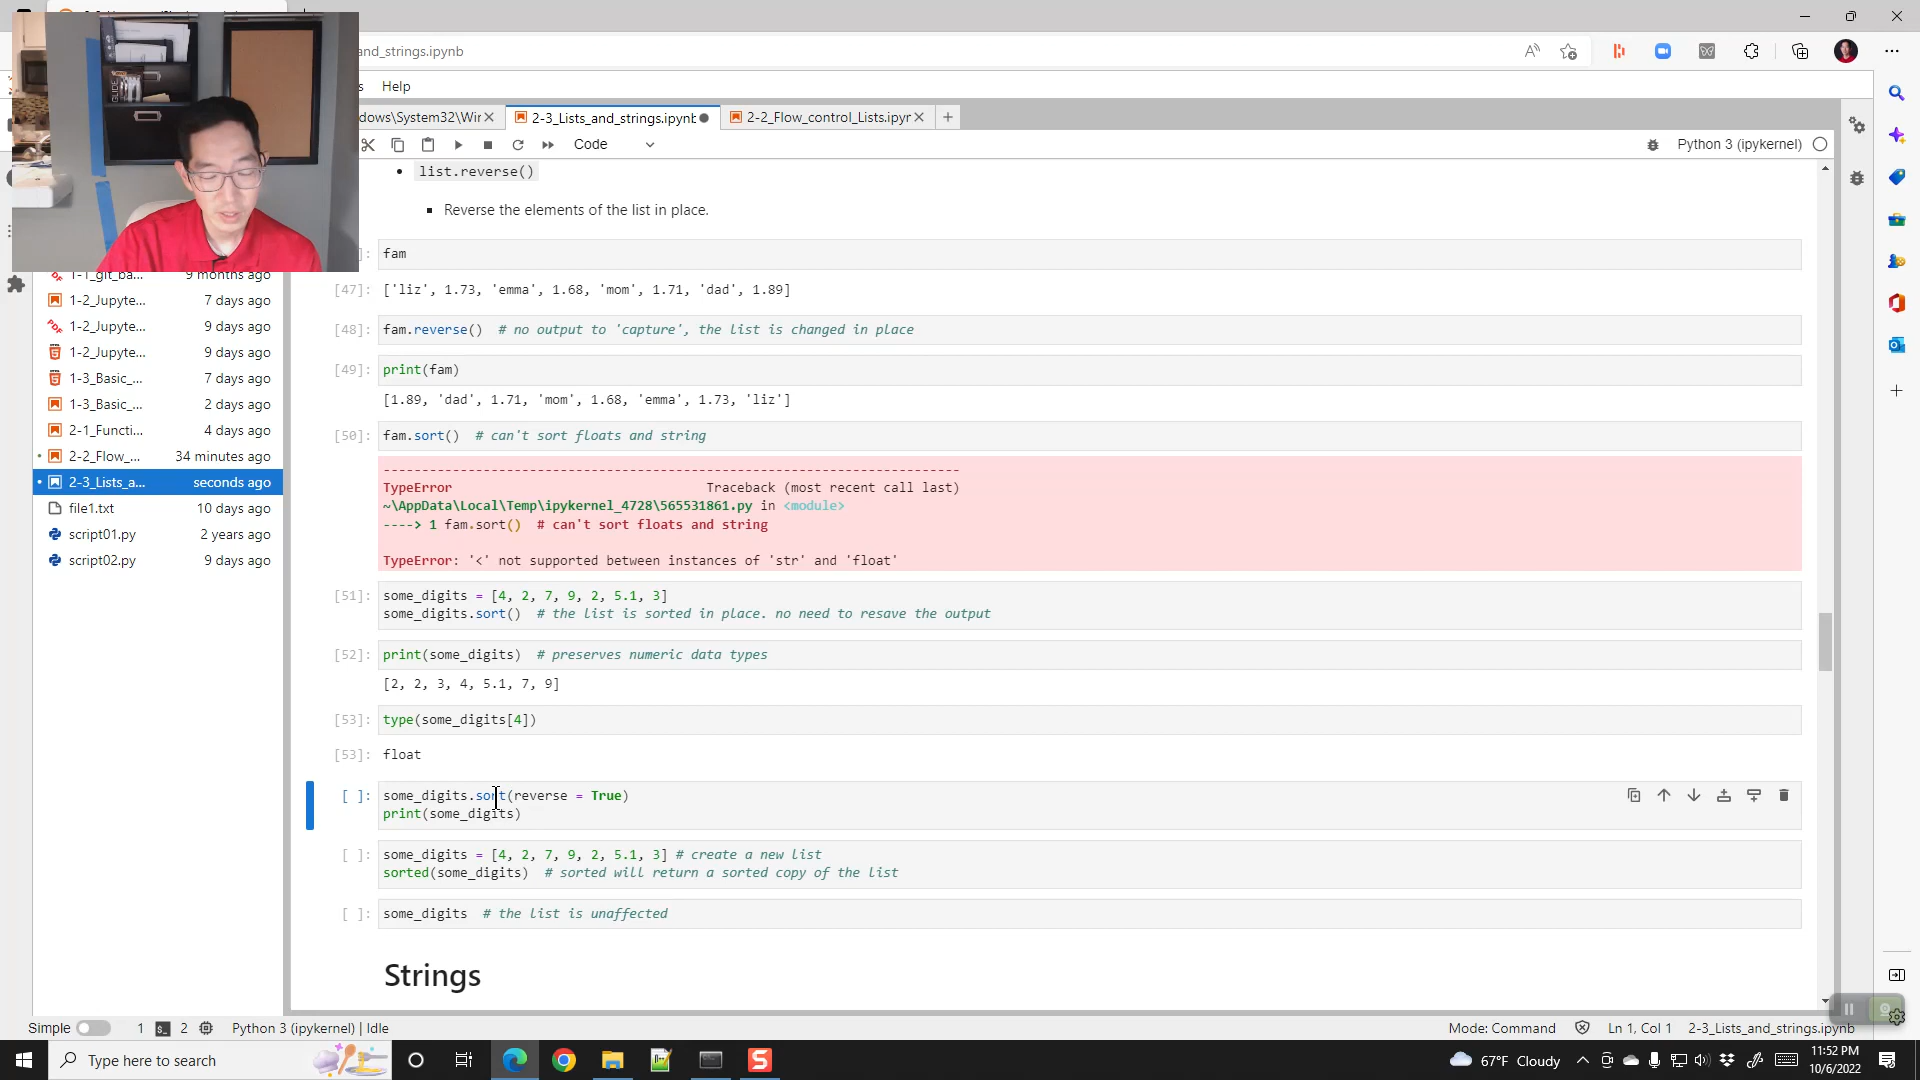 and_strings.ipynb
Help
dows\System32\Wir
2-3_Lists_and_strings.ipynb
2-2_Flow_control_Lists.ipyr
Code
Python 3 (ipykernel)
list.reverse()
Reverse the elements of the list in place.
]: fam
[47]: ['liz', 1.73, 'emma', 1.68, 'mom', 1.71, 'dad', 1.89]
[48]: fam.reverse()  # no output to 'capture', the list is changed in place
[49]: print(fam)
[1.89, 'dad', 1.71, 'mom', 1.68, 'emma', 1.73, 'liz']
[50]: fam.sort()  # can't sort floats and string
---------------------------------------------------------------------------
TypeError                                 Traceback (most recent call last)
~\AppData\Local\Temp\ipykernel_4728\565531861.py in <module>
----> 1 fam.sort()  # can't sort floats and string
TypeError: '<' not supported between instances of 'str' and 'float'
[51]: some_digits = [4, 2, 7, 9, 2, 5.1, 3]
some_digits.sort()  # the list is sorted in place. no need to resave the output
[52]: print(some_digits)  # preserves numeric data types
[2, 2, 3, 4, 5.1, 7, 9]
[53]: type(some_digits[4])
[53]: float
[ ]: some_digits.sort(reverse = True)
print(some_digits)
[ ]: some_digits = [4, 2, 7, 9, 2, 5.1, 3] # create a new list
sorted(some_digits)  # sorted will return a sorted copy of the list
[ ]: some_digits  # the list is unaffected
Strings
1-1_git_ba... 9 months ago
1-2_Jupyte... 7 days ago
1-2_Jupyte... 9 days ago
1-2_Jupyte... 9 days ago
1-3_Basic_... 7 days ago
1-3_Basic_... 2 days ago
2-1_Functi... 4 days ago
2-2_Flow_... 34 minutes ago
2-3_Lists_a... seconds ago
file1.txt 10 days ago
script01.py 2 years ago
script02.py 9 days ago
Simple 1 2 Python 3 (ipykernel) | Idle
Mode: Command Ln 1, Col 1 2-3_Lists_and_strings.ipynb
Type here to search
67°F Cloudy
11:52 PM
10/6/2022